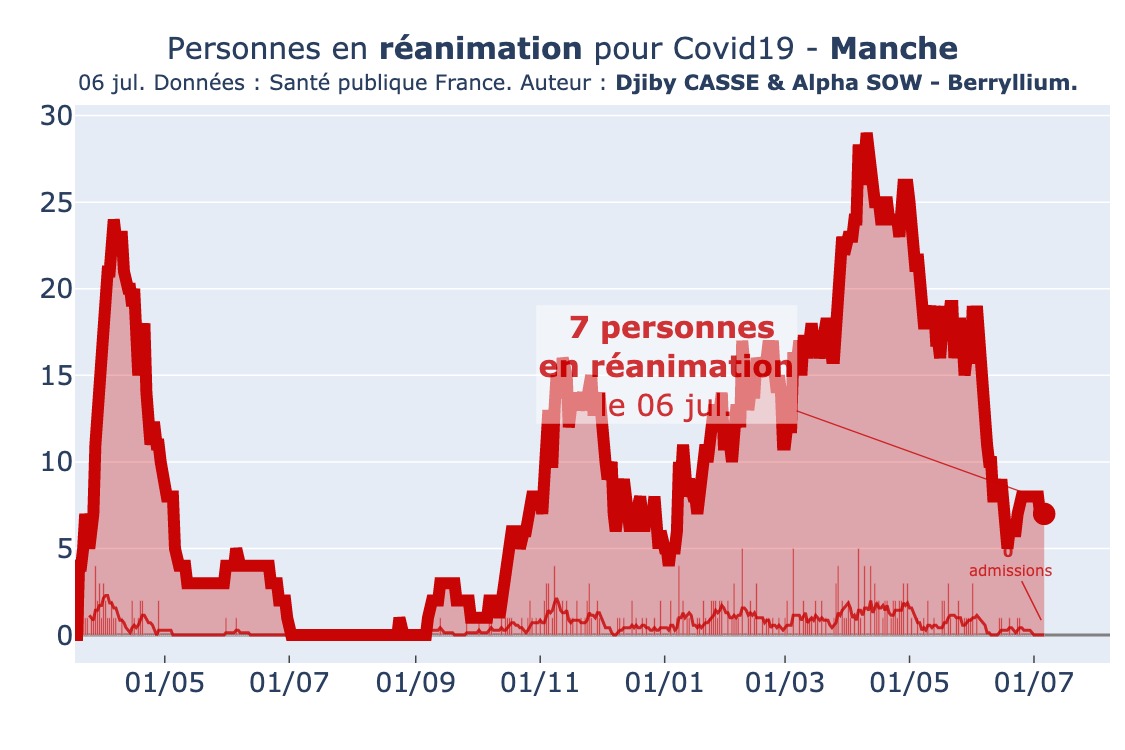 Personnes en réanimation pour Covid19 - Manche
06 jul. Données : Santé publique France. Auteur : Djiby CASSE & Alpha SOW - Berryllium.
30
25
20
15
10
5
0
7 personnes
en réanimation
le 06 jul.
0
admissions
01/05 01/07 01/09 01/11 01/01 01/03 01/05 01/07